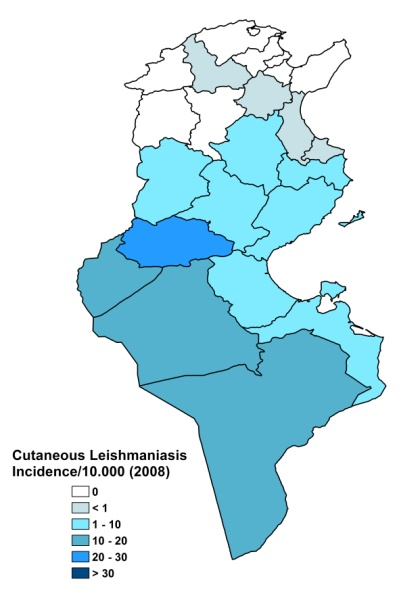 Cutaneous Leishmaniasis
Incidence/10.000 (2008)
0
< 1
1 - 10
10 - 20
20 - 30
> 30